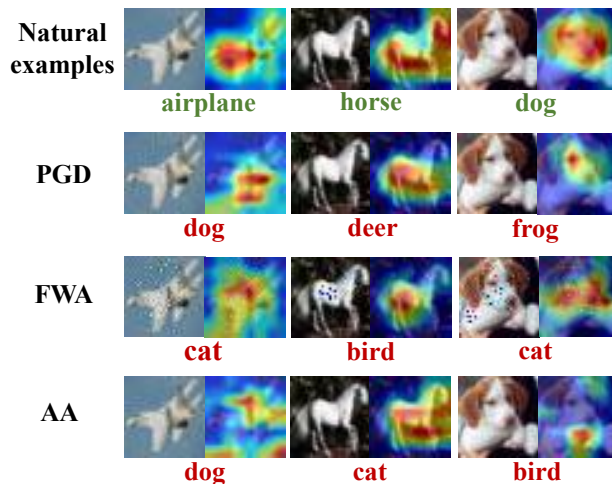 Natural
examples
airplane horse dog
PGD
dog deer frog
FWA
cat bird cat
AA
dog cat bird